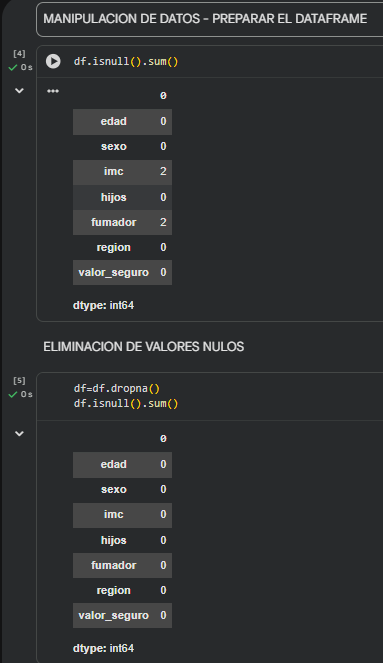 MANIPULACION DE DATOS - PREPARAR EL DATAFRAME
[4]
0 s
df.isnull().sum()
0
edad 0
sexo 0
imc 2
hijos 0
fumador 2
region 0
valor_seguro 0
dtype: int64
ELIMINACION DE VALORES NULOS
[5]
0 s
df=df.dropna()
df.isnull().sum()
0
edad 0
sexo 0
imc 0
hijos 0
fumador 0
region 0
valor_seguro 0
dtype: int64